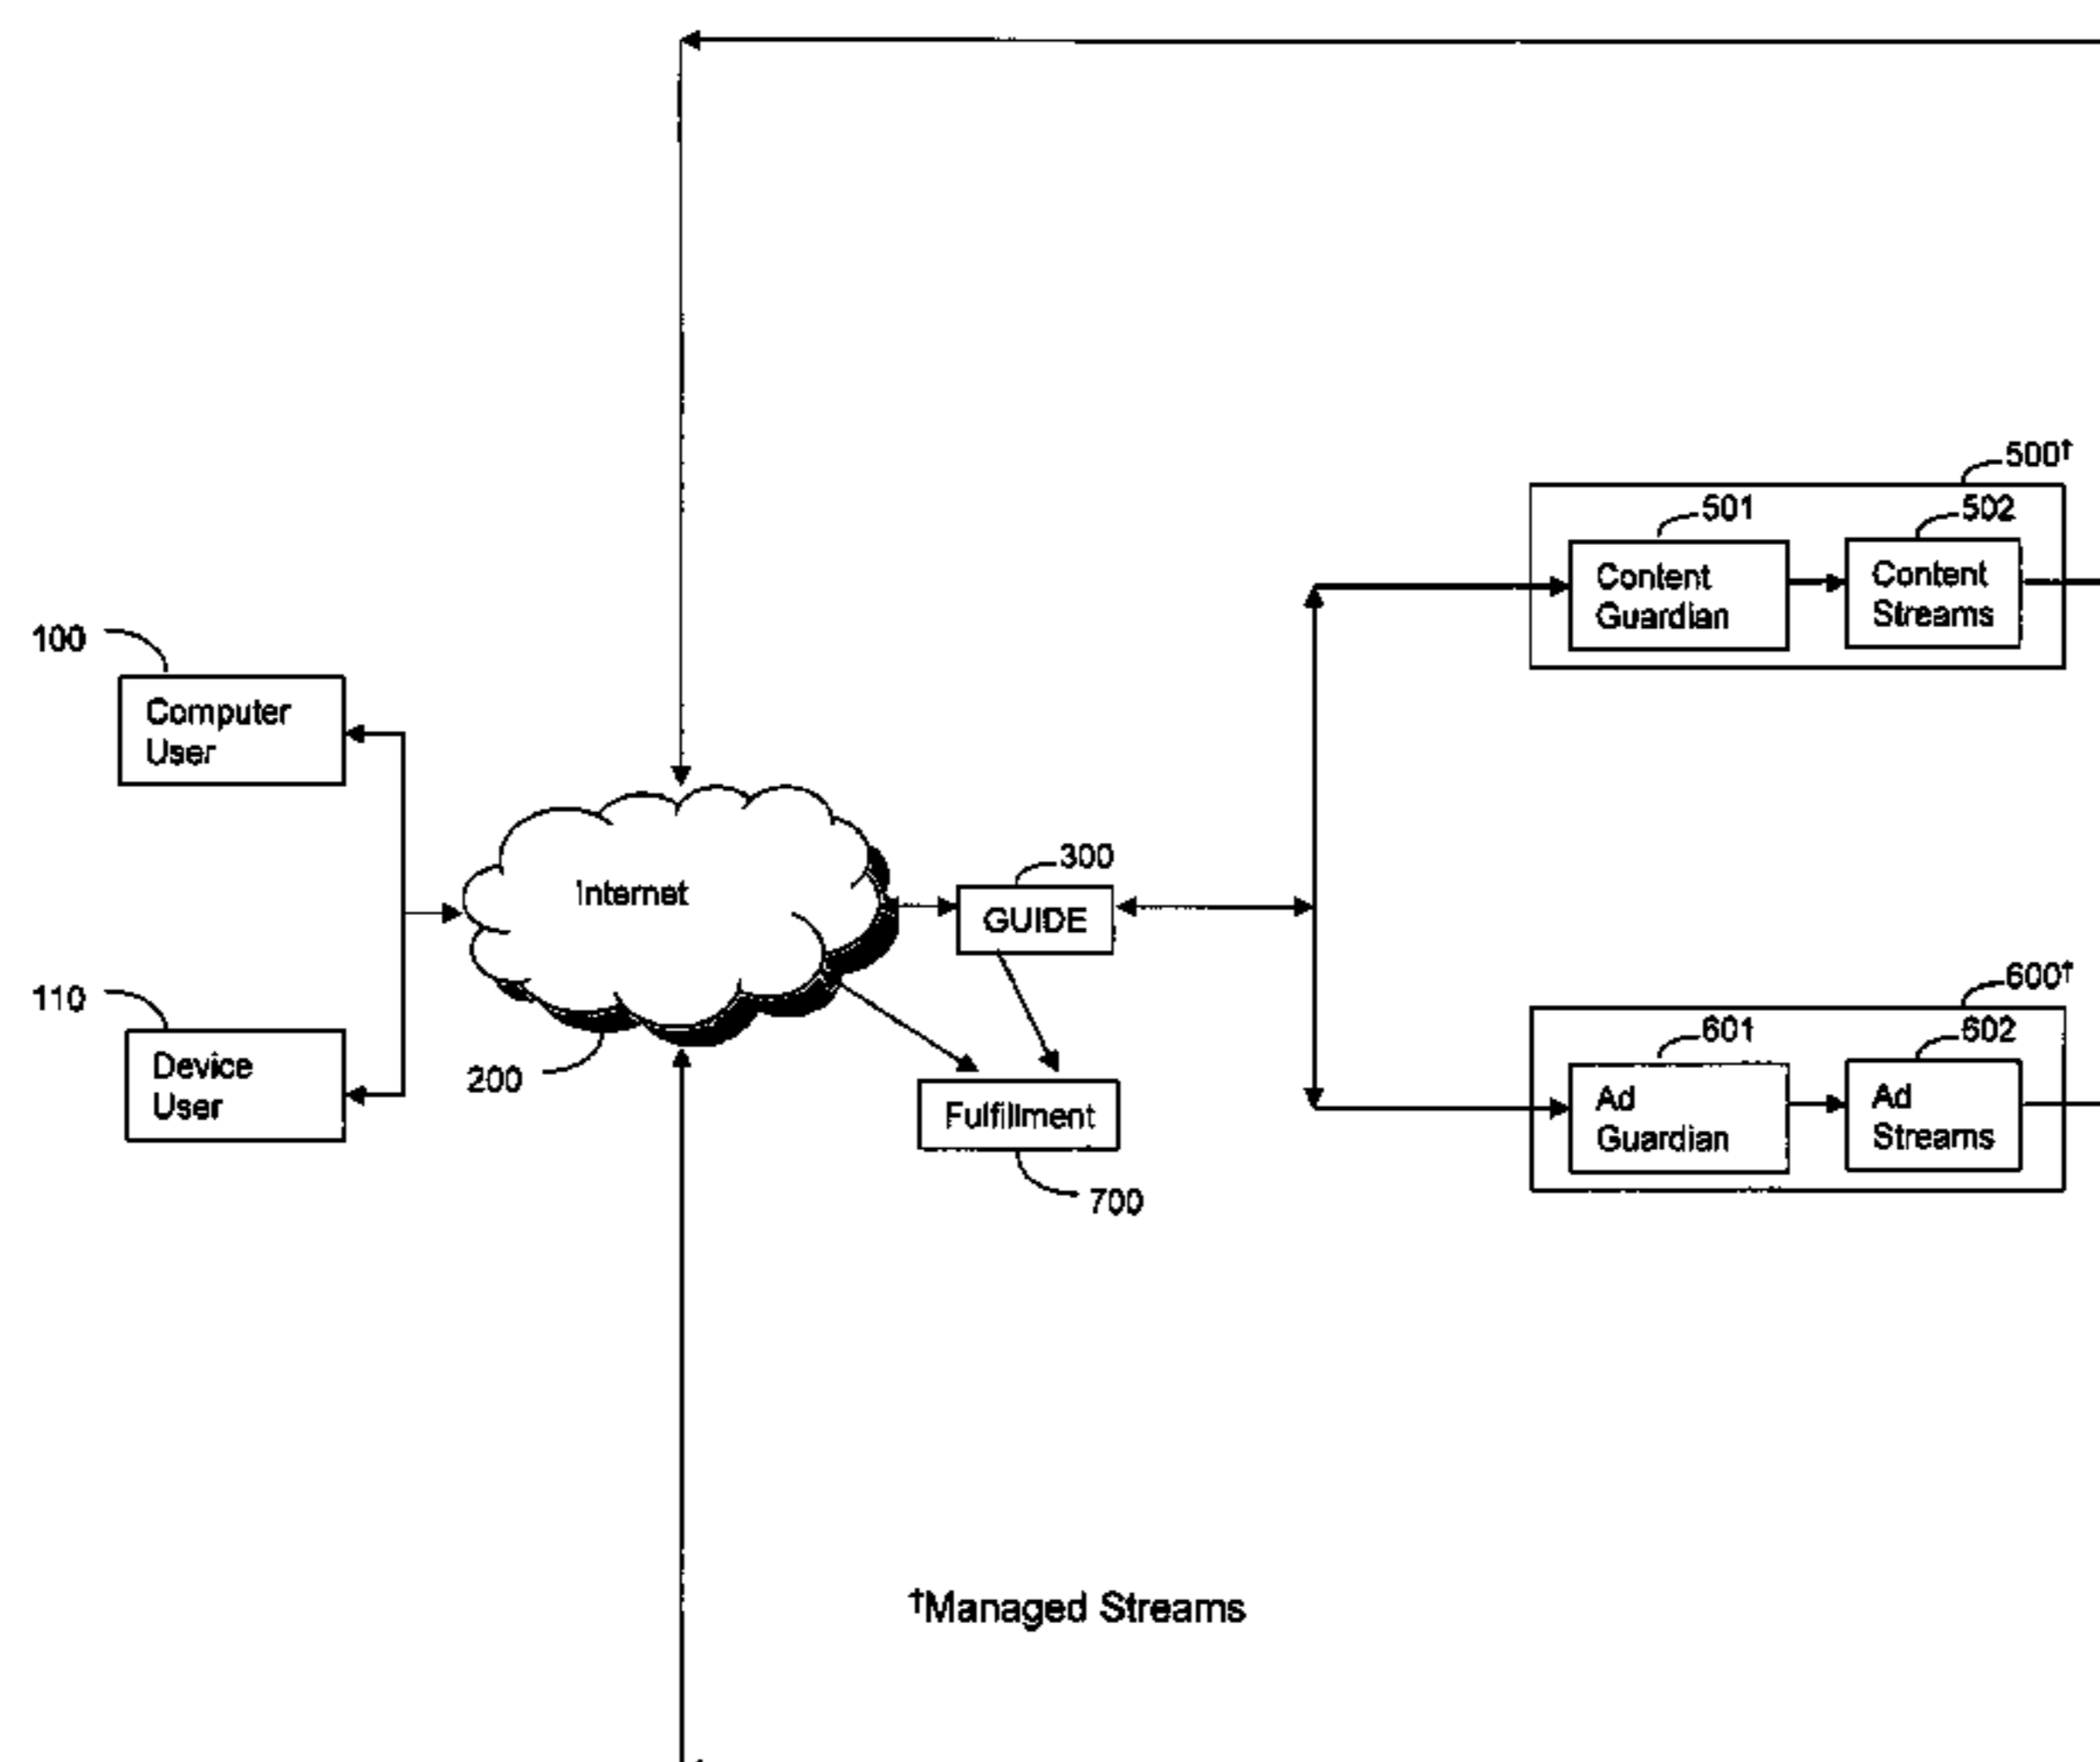 500†
501
502
Content
Guardian
Content
Streams
100
Computer
User
300
Internet
GUIDE
110
Device
User
200
Fulfillment
700
600†
601
602
Ad
Guardian
Ad
Streams
†Managed Streams